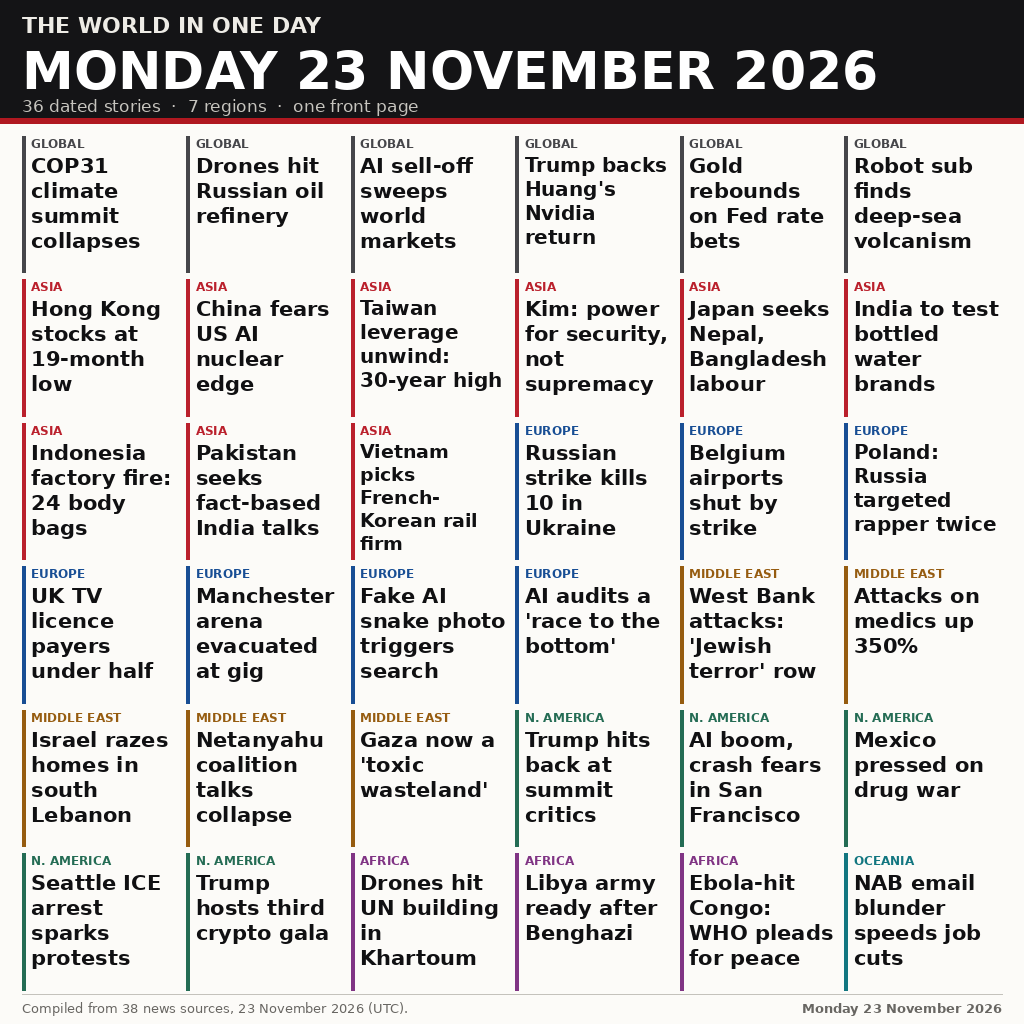 THE WORLD IN ONE DAY
MONDAY 23 NOVEMBER 2026
36 dated stories · 7 regions · one front page
GLOBAL
COP31
climate
summit
collapses
GLOBAL
Drones hit
Russian oil
refinery
GLOBAL
AI sell-off
sweeps
world
markets
GLOBAL
Trump backs
Huang's
Nvidia
return
GLOBAL
Gold
rebounds
on Fed rate
bets
GLOBAL
Robot sub
finds
deep-sea
volcanism
ASIA
Hong Kong
stocks at
19-month
low
ASIA
China fears
US AI
nuclear
edge
ASIA
Taiwan
leverage
unwind:
30-year high
ASIA
Kim: power
for security,
not
supremacy
ASIA
Japan seeks
Nepal,
Bangladesh
labour
ASIA
India to test
bottled
water
brands
ASIA
Indonesia
factory fire:
24 body
bags
ASIA
Pakistan
seeks
fact-based
India talks
ASIA
Vietnam
picks
French-
Korean rail
firm
EUROPE
Russian
strike kills
10 in
Ukraine
EUROPE
Belgium
airports
shut by
strike
EUROPE
Poland:
Russia
targeted
rapper twice
EUROPE
UK TV
licence
payers
under half
EUROPE
Manchester
arena
evacuated
at gig
EUROPE
Fake AI
snake photo
triggers
search
EUROPE
AI audits a
'race to the
bottom'
MIDDLE EAST
West Bank
attacks:
'Jewish
terror' row
MIDDLE EAST
Attacks on
medics up
350%
MIDDLE EAST
Israel razes
homes in
south
Lebanon
MIDDLE EAST
Netanyahu
coalition
talks
collapse
MIDDLE EAST
Gaza now a
'toxic
wasteland'
N. AMERICA
Trump hits
back at
summit
critics
N. AMERICA
AI boom,
crash fears
in San
Francisco
N. AMERICA
Mexico
pressed on
drug war
N. AMERICA
Seattle ICE
arrest
sparks
protests
N. AMERICA
Trump
hosts third
crypto gala
AFRICA
Drones hit
UN building
in
Khartoum
AFRICA
Libya army
ready after
Benghazi
AFRICA
Ebola-hit
Congo:
WHO pleads
for peace
OCEANIA
NAB email
blunder
speeds job
cuts
Compiled from 38 news sources, 23 November 2026 (UTC).
Monday 23 November 2026